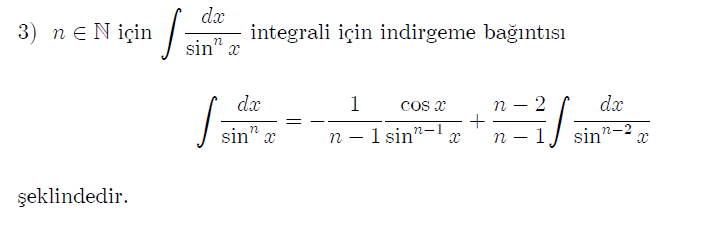 3) n ∈ ℕ için ∫ dx / sinⁿ x integrali için indirgeme bağıntısı
∫ dx / sinⁿ x = − 1 / (n − 1) cos x / sinⁿ⁻¹ x + (n − 2) / (n − 1) ∫ dx / sinⁿ⁻² x
şeklindedir.